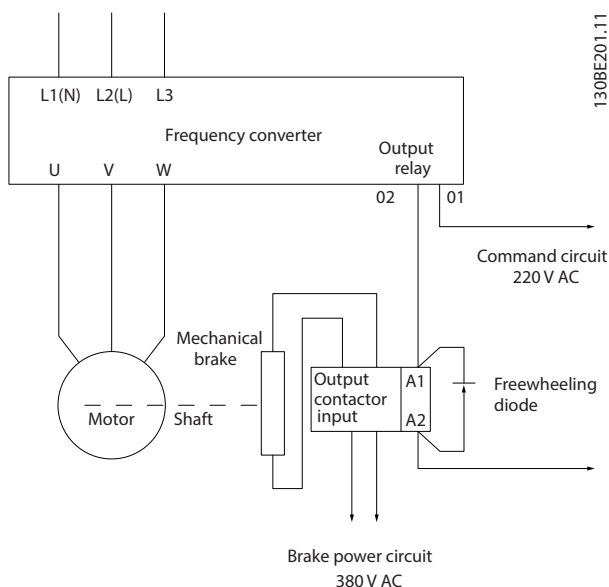 130BE201.11
L1(N) L2(L) L3
Frequency converter
Output
relay
U V W
02 01
Command circuit
220 V AC
Mechanical
brake
Output
contactor
input
A1
A2
Freewheeling
diode
Motor Shaft
Brake power circuit
380 V AC